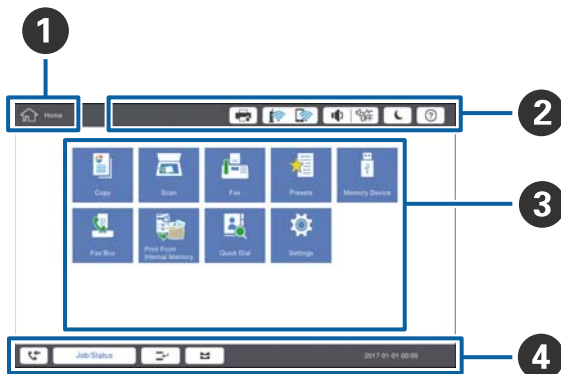 1
2
3
4
Home
OFF
?
Copy
Scan
Fax
Presets
Memory Device
Fax Box
Print From
Internal Memory
Quick Dial
Settings
Job/Status
2017-01-01 00:00